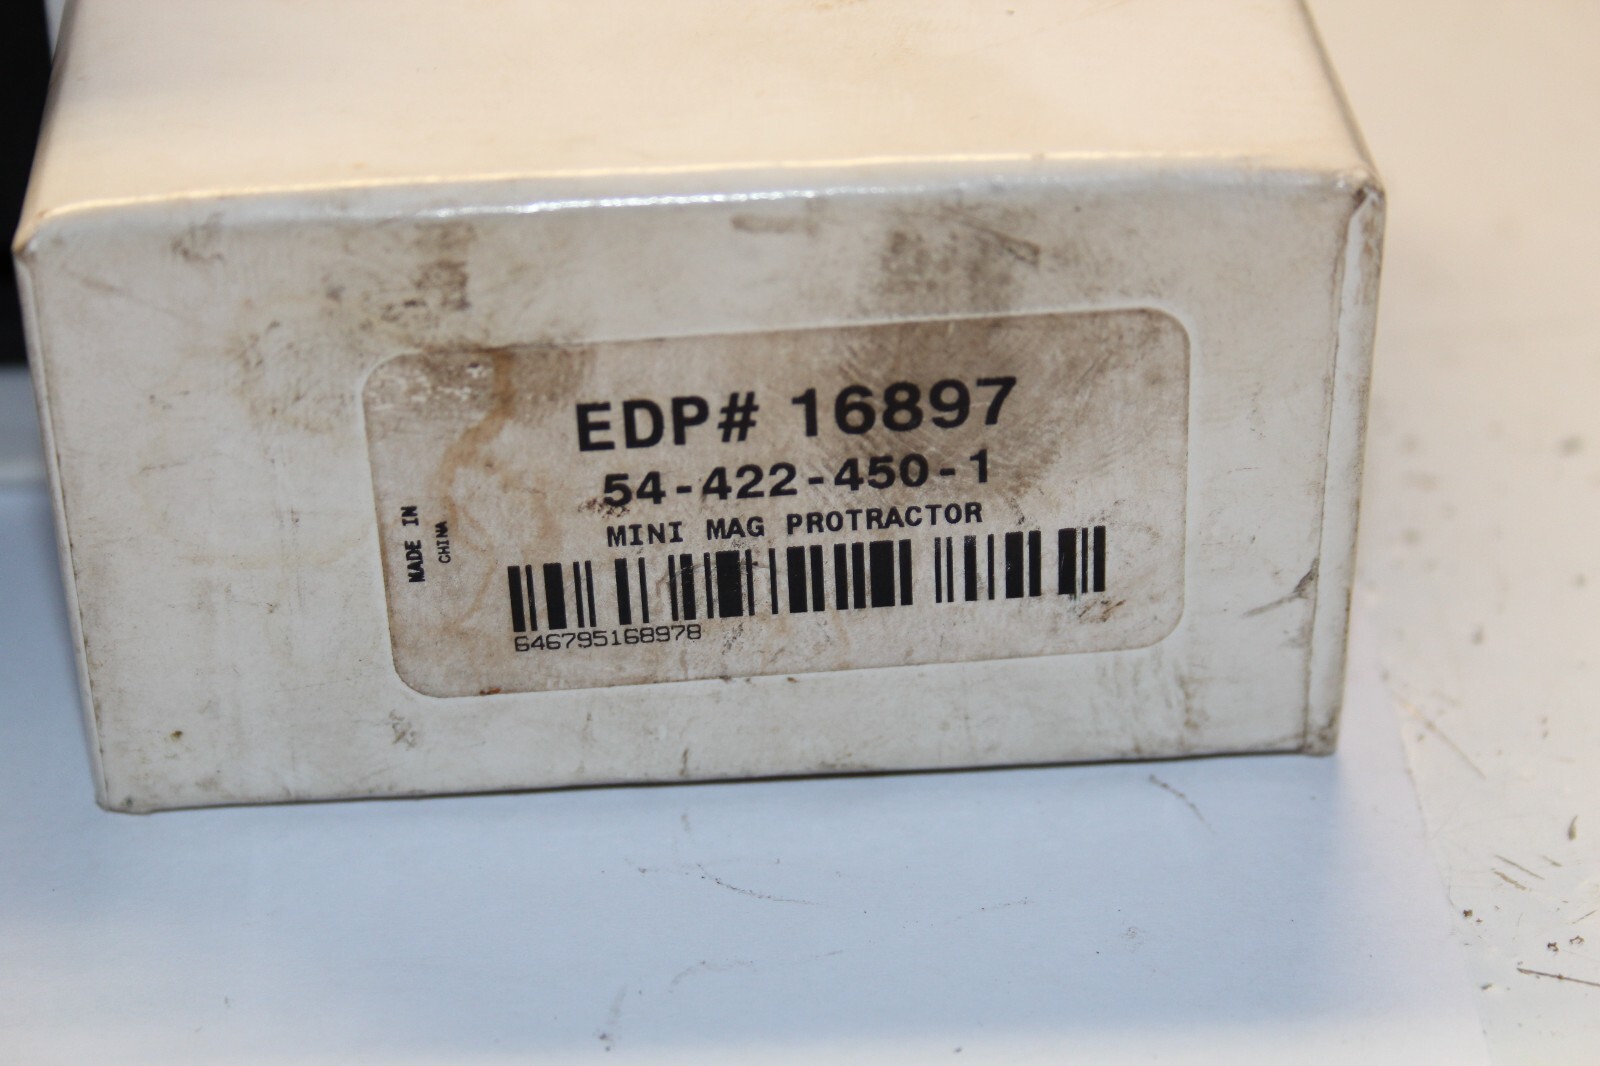 EDP# 16897
54-422-450-1
MINI MAG PROTRACTOR
MADE IN
CHINA
646795168978